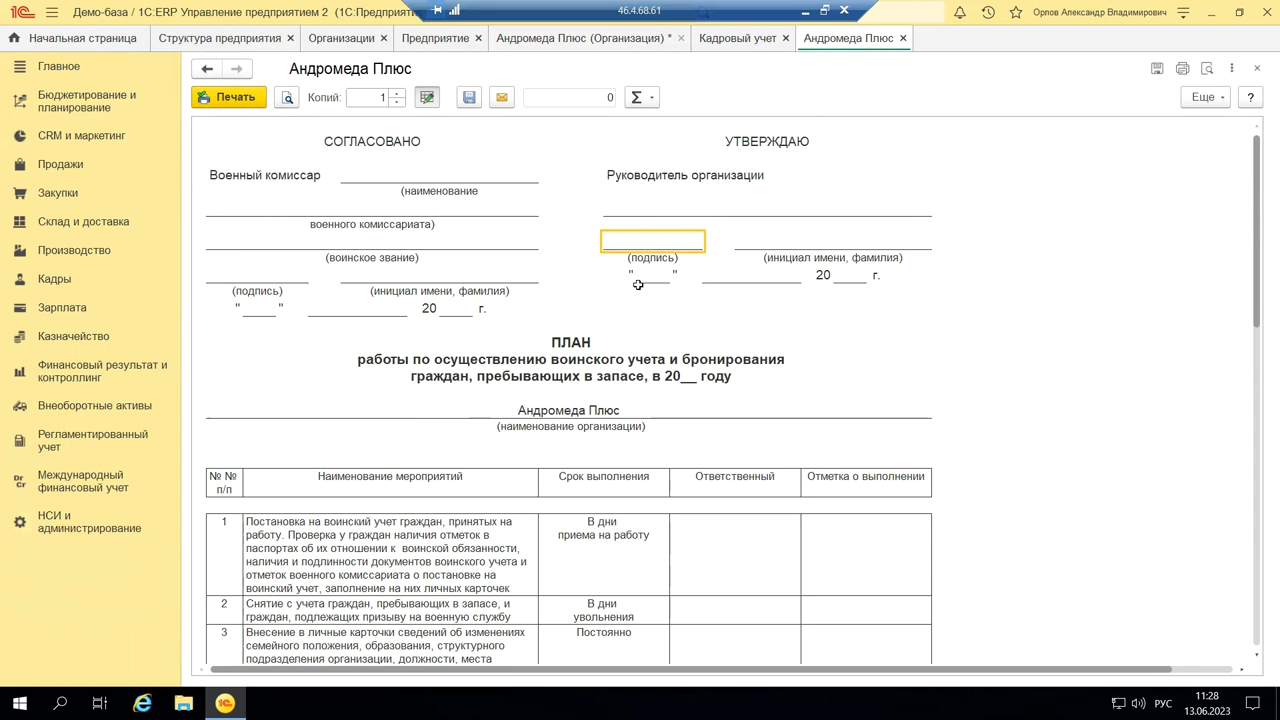 Демо-база / 1С:ERP Управление предприятием 2 (1С:Предприятие
46.4.68.61
Орлов Александр Владимирович
Начальная страница
Структура предприятия ×
Организации ×
Предприятие ×
Андромеда Плюс (Организация) * ×
Кадровый учет ×
Андромеда Плюс ×
Главное
Бюджетирование и
планирование
CRM и маркетинг
Продажи
Закупки
Склад и доставка
Производство
Кадры
Зарплата
Казначейство
Финансовый результат и
контроллинг
Внеоборотные активы
Регламентированный
учет
Международный
финансовый учет
НСИ и
администрирование
Андромеда Плюс
Печать
Копий:
1
0
Σ
Еще
?
СОГЛАСОВАНО
УТВЕРЖДАЮ
Военный комиссар
Руководитель организации
(наименование
военного комиссариата)
(воинское звание)
(подпись)
(инициал имени, фамилия)
" _____ " 20 _____ г.
(подпись)
(инициал имени, фамилия)
" _____ " 20 _____ г.
ПЛАН
работы по осуществлению воинского учета и бронирования
граждан, пребывающих в запасе, в 20__ году
Андромеда Плюс
(наименование организации)
№ №
п/п
Наименование мероприятий
Срок выполнения
Ответственный
Отметка о выполнении
1
Постановка на воинский учет граждан, принятых на
работу. Проверка у граждан наличия отметок в
паспортах об их отношении к воинской обязанности,
наличия и подлинности документов воинского учета и
отметок военного комиссариата о постановке на
воинский учет, заполнение на них личных карточек
В дни
приема на работу
2
Снятие с учета граждан, пребывающих в запасе, и
граждан, подлежащих призыву на военную службу
В дни
увольнения
3
Внесение в личные карточки сведений об изменениях
семейного положения, образования, структурного
подразделения организации, должности, места
Постоянно
РУС
11:28
13.06.2023